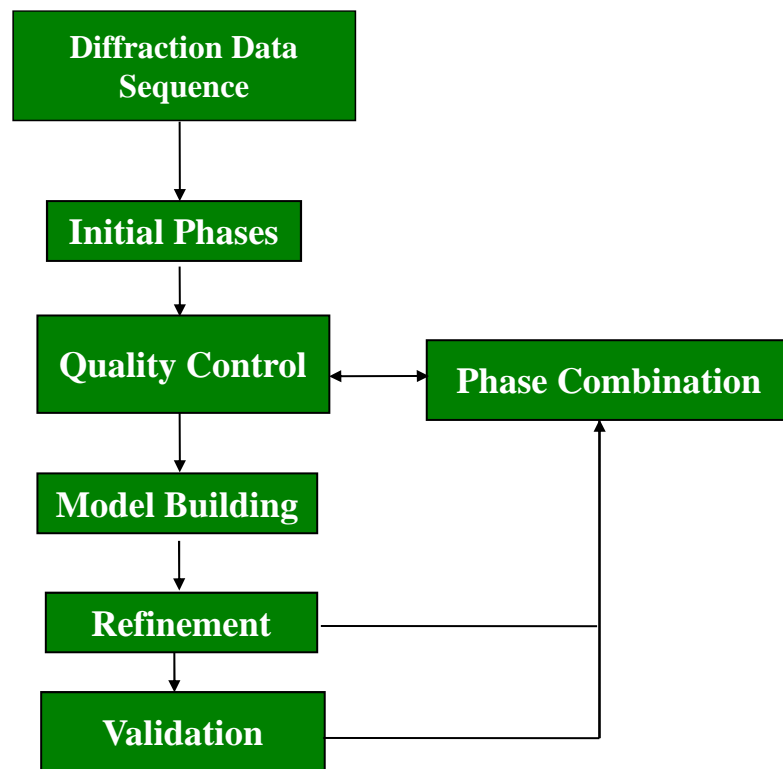 Diffraction Data
Sequence
Initial Phases
Quality Control
Phase Combination
Model Building
Refinement
Validation